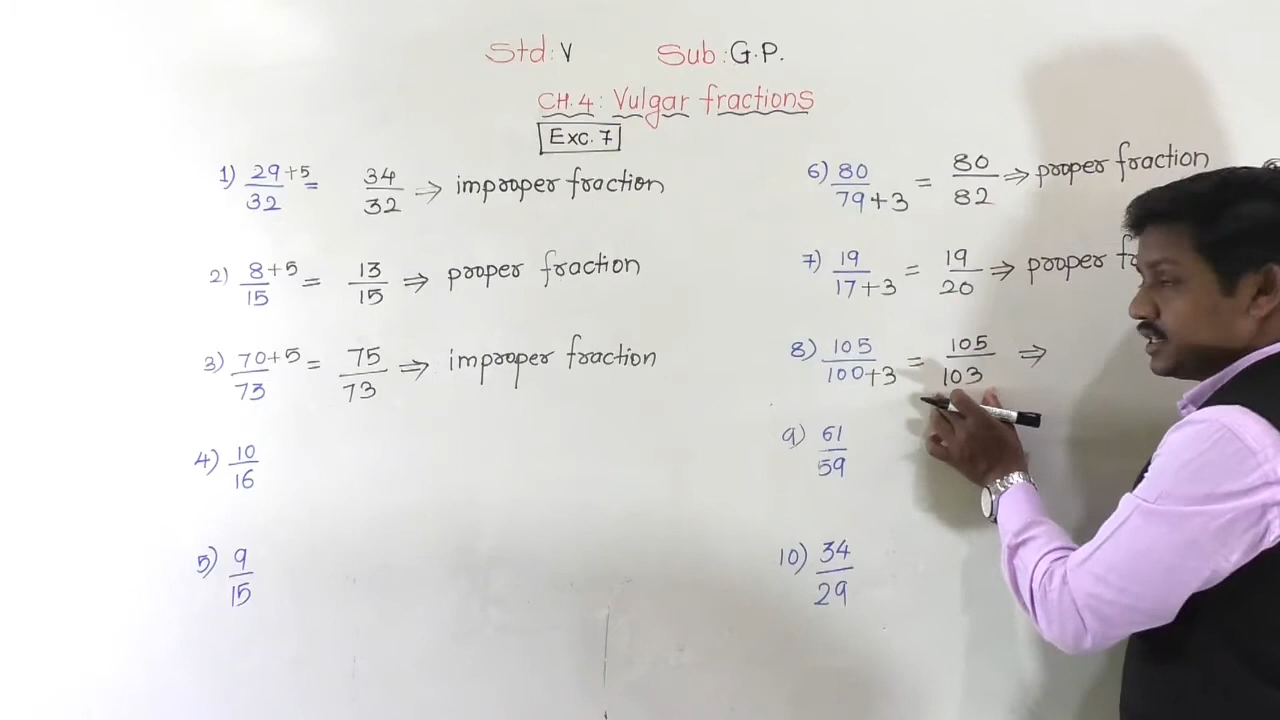 Std: V Sub: G.P.
CH.4: Vulgar fractions
Exc. 7
1) 29+5/32 = 34/32 ⇒ improper fraction
2) 8+5/15 = 13/15 ⇒ proper fraction
3) 70+5/73 = 75/73 ⇒ improper fraction
4) 10/16
5) 9/15
6) 80/79+3 = 80/82 ⇒ proper fraction
7) 19/17+3 = 19/20 ⇒ proper
8) 105/100+3 = 105/103 ⇒
9) 61/59
10) 34/29